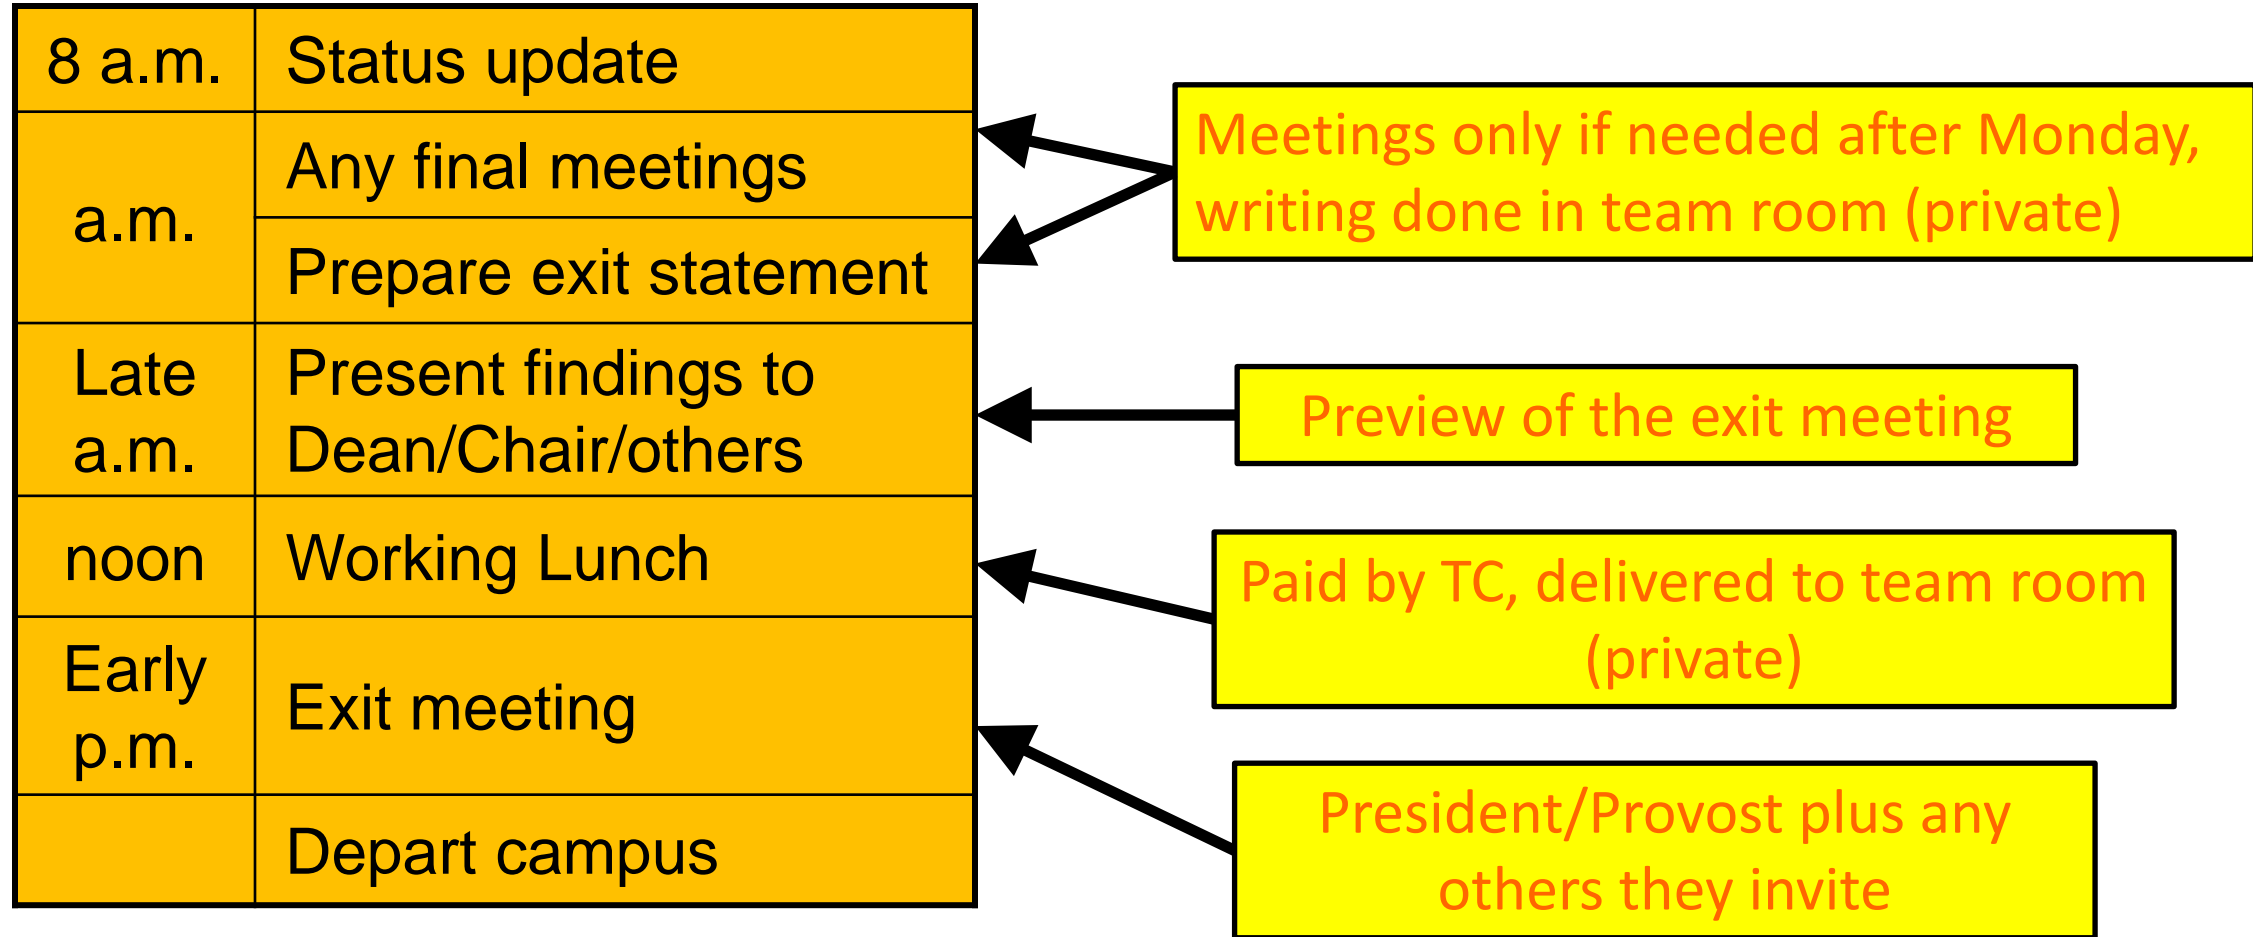 8 a.m. Status update
a.m.
Any final meetings
Prepare exit statement
Late
a.m.
Present findings to
Dean/Chair/others
noon Working Lunch
Early
p.m.
Exit meeting
Depart campus
Meetings only if needed after Monday,
writing done in team room (private)
Preview of the exit meeting
Paid by TC, delivered to team room
(private)
President/Provost plus any
others they invite